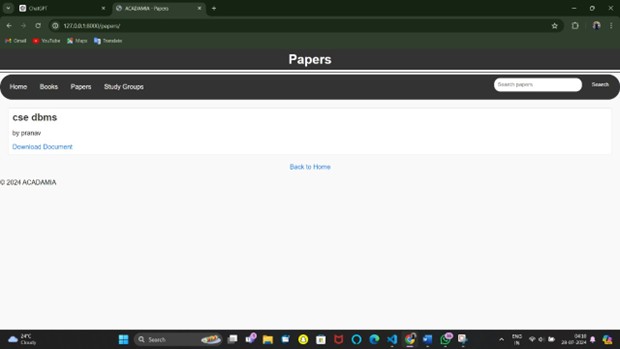 ChatGPT
ACADAMIA - Papers
127.0.0.1:8000/papers/
Gmail YouTube Maps Translate
Papers
Home Books Papers Study Groups Search papers Search
cse dbms
by pranav
Download Document
Back to Home
© 2024 ACADAMIA
24°C
Cloudy
Search
ENG
IN
04:10
26-07-2024